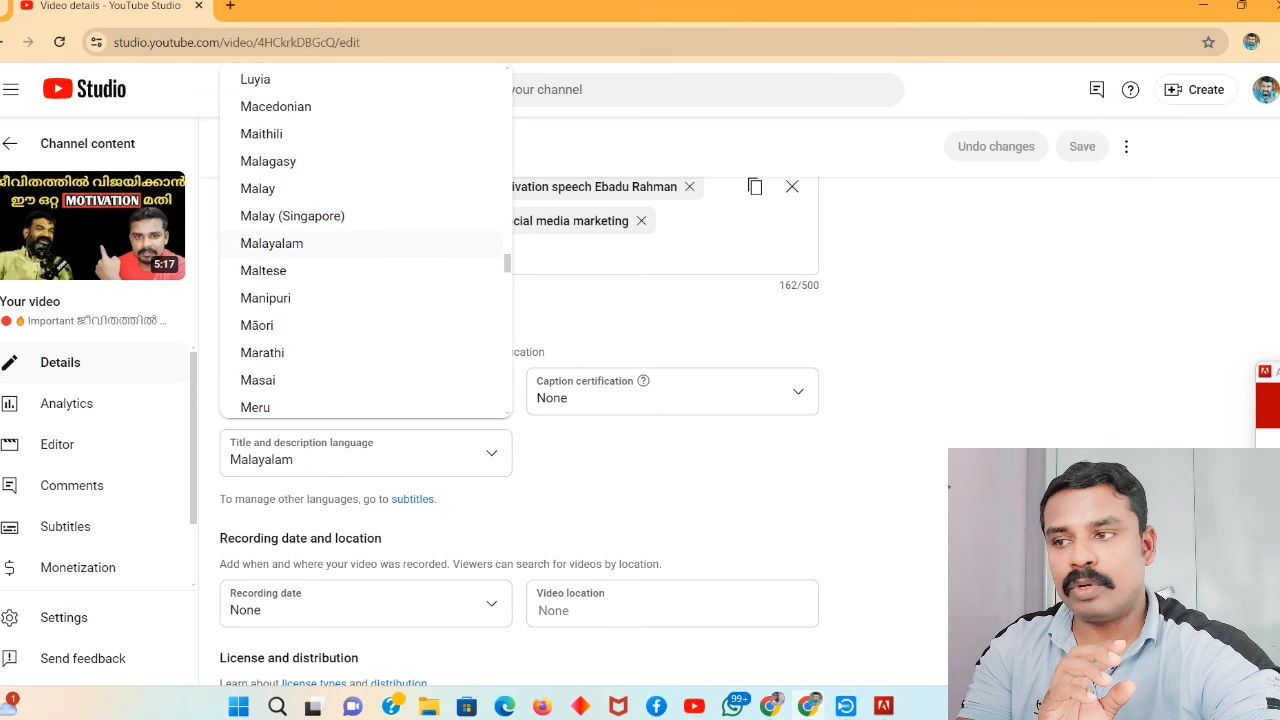 Video details - YouTube Studio
studio.youtube.com/video/4HCkrkDBGcQ/edit
Studio
your channel
Create
Channel content
Undo changes
Save
ജീവിതത്തിൽ വിജയിക്കാൻ
ഈ ഒറ്റ MOTIVATION മതി
5:17
Your video
Important ജീവിതത്തിൽ ...
Details
Analytics
Editor
Comments
Subtitles
Monetization
Settings
Send feedback
Luyia
Macedonian
Maithili
Malagasy
Malay
Malay (Singapore)
Malayalam
Maltese
Manipuri
Māori
Marathi
Masai
Meru
ivation speech Ebadu Rahman
cial media marketing
162/500
ication
Caption certification
None
Title and description language
Malayalam
To manage other languages, go to subtitles.
Recording date and location
Add when and where your video was recorded. Viewers can search for videos by location.
Recording date
None
Video location
None
License and distribution
Learn about license types and distribution.
1
99+